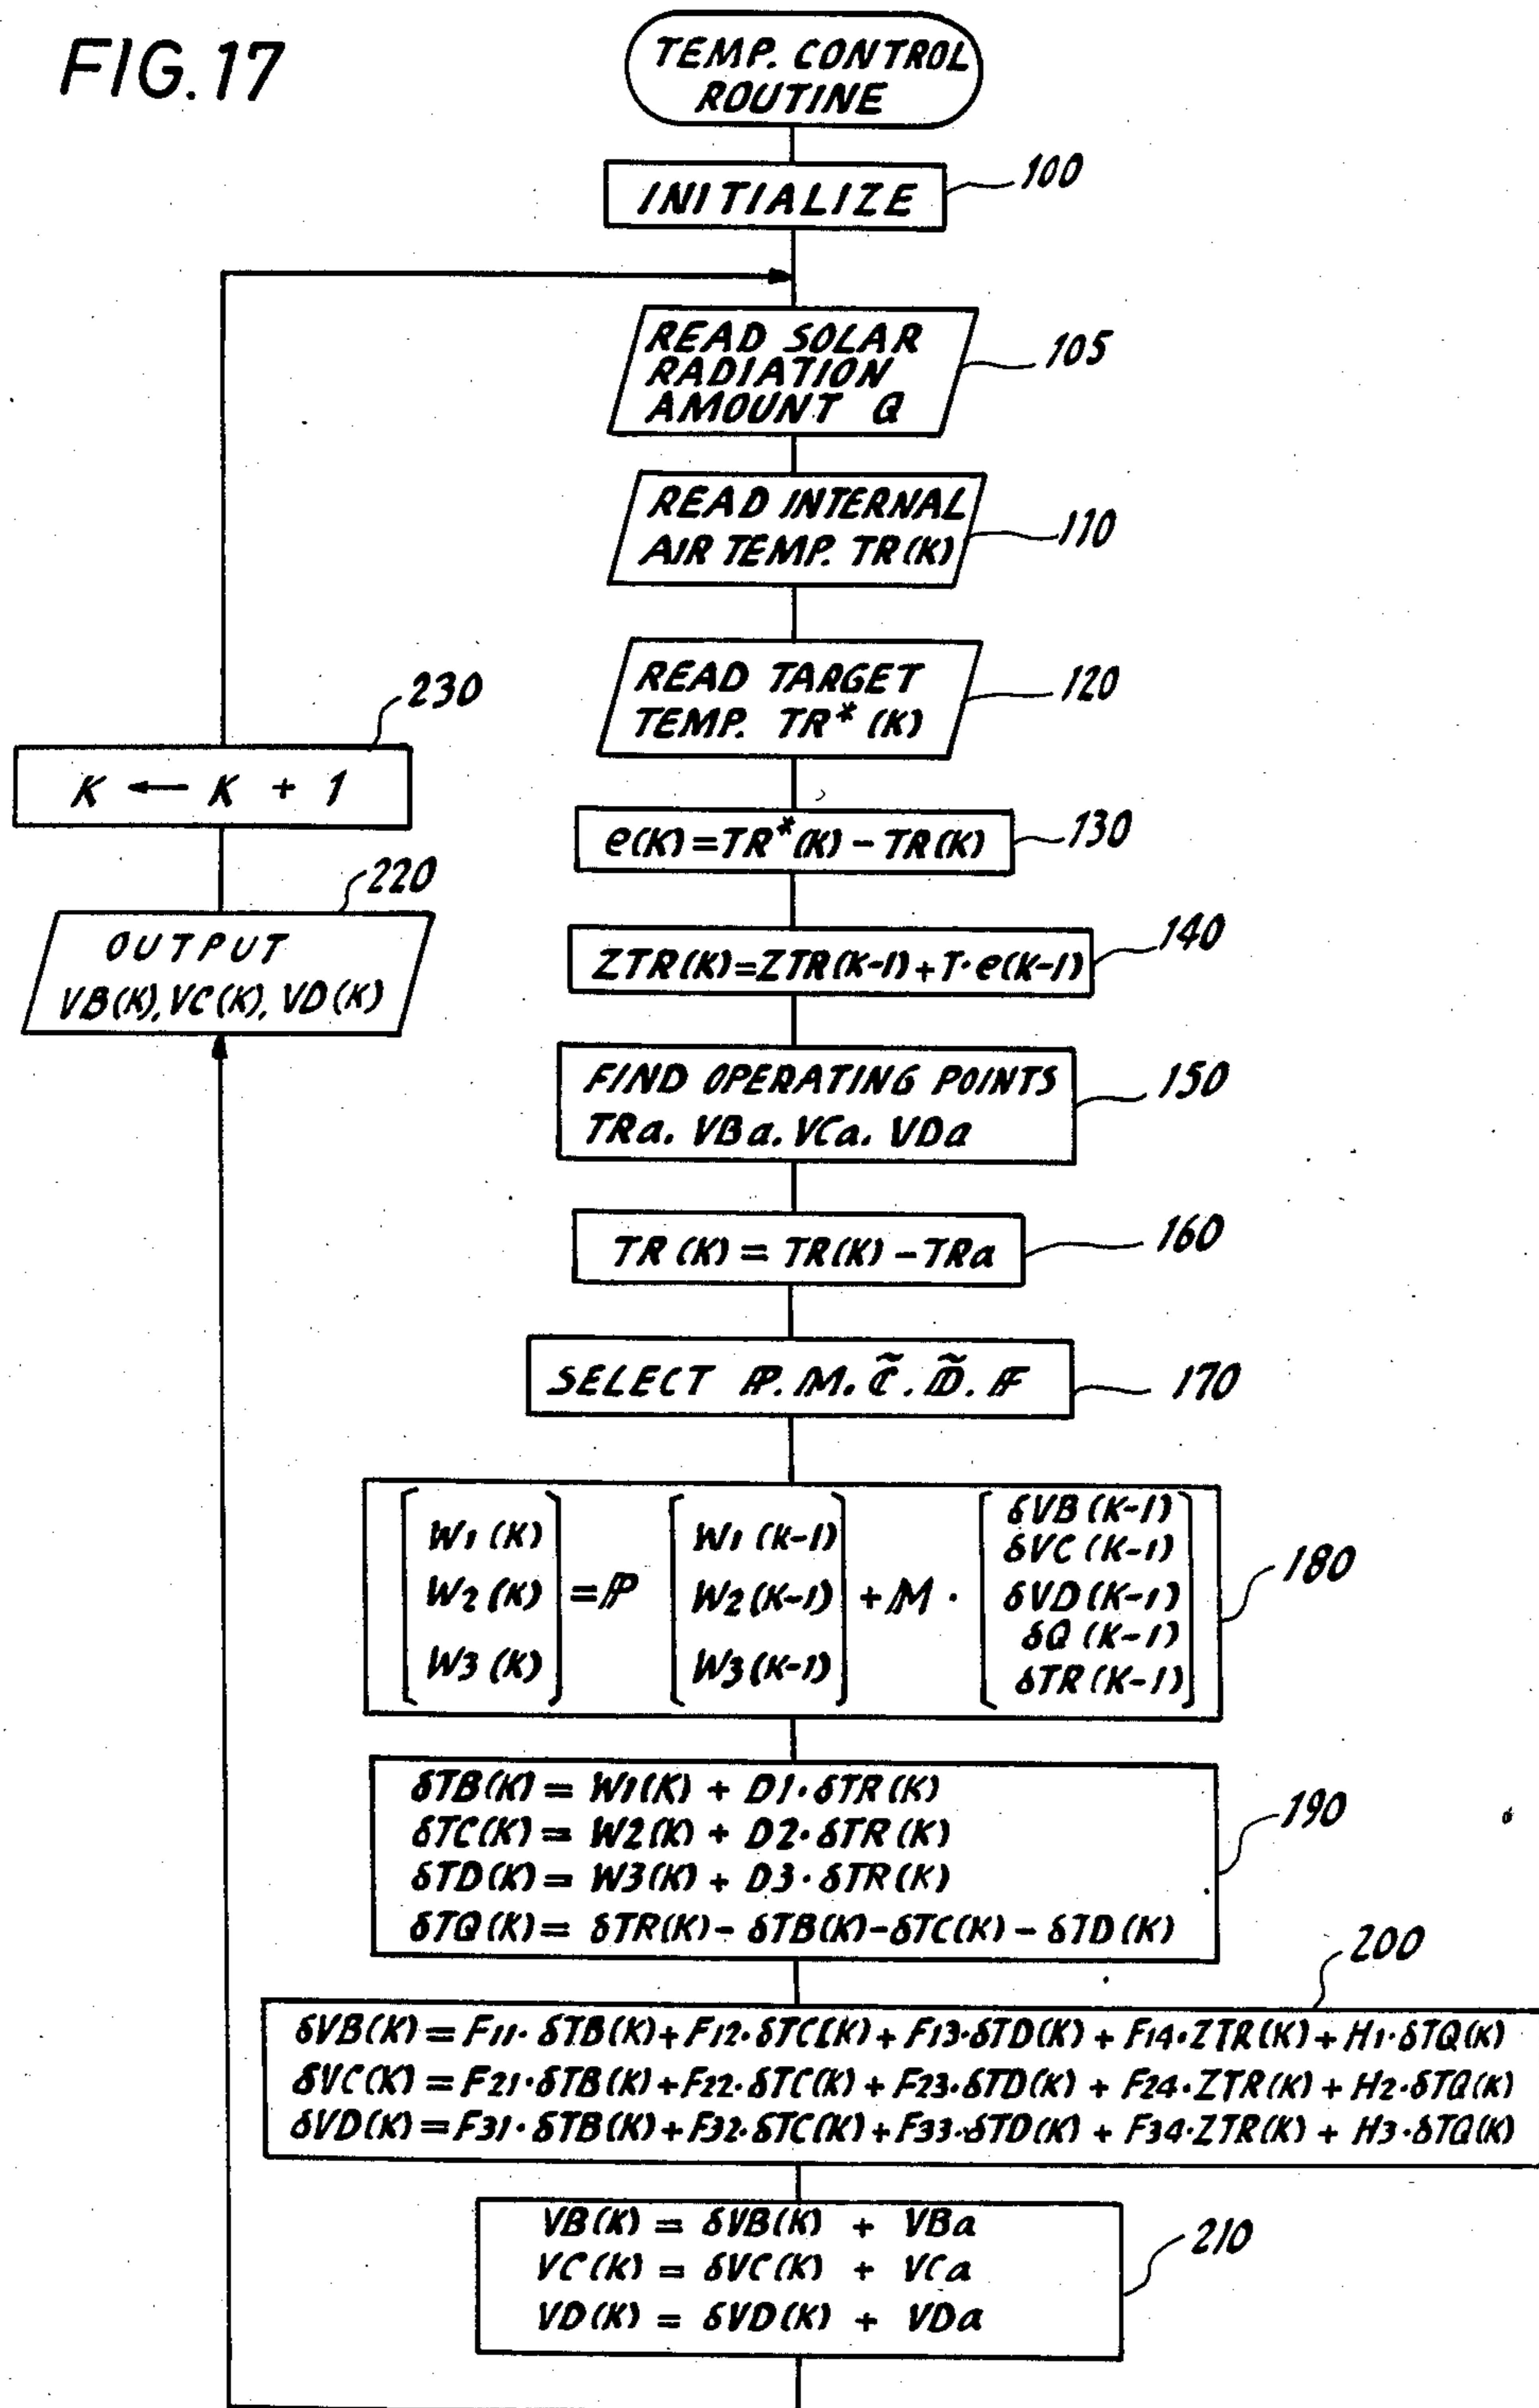 FIG. 17
TEMP. CONTROL
ROUTINE
INITIALIZE
100
READ SOLAR
RADIATION
AMOUNT Q
105
READ INTERNAL
AIR TEMP. TR(K)
110
READ TARGET
TEMP. TR* (K)
120
e(K) = TR*(K) - TR(K)
130
ZTR(K) = ZTR(K-1) + T·e(K-1)
140
FIND OPERATING POINTS
TRa. VBa. VCa. VDa
150
TR (K) = TR(K) - TRa
160
SELECT ℙ. 𝕄. ℂ̃. 𝔻̃. 𝔽
170
W1 (K)
W2 (K)
W3 (K)
= ℙ
W1 (K-1)
W2 (K-1)
W3 (K-1)
+ 𝕄 ·
δVB (K-1)
δVC (K-1)
δVD (K-1)
δQ (K-1)
δTR (K-1)
180
δTB(K) = W1(K) + D1·δTR(K)
δTC(K) = W2(K) + D2·δTR(K)
δTD(K) = W3(K) + D3·δTR(K)
δTQ(K) = δTR(K) - δTB(K) - δTC(K) - δTD(K)
190
200
δVB(K) = F11·δTB(K) + F12·δTC(K) + F13·δTD(K) + F14·ZTR(K) + H1·δTQ(K)
δVC(K) = F21·δTB(K) + F22·δTC(K) + F23·δTD(K) + F24·ZTR(K) + H2·δTQ(K)
δVD(K) = F31·δTB(K) + F32·δTC(K) + F33·δTD(K) + F34·ZTR(K) + H3·δTQ(K)
VB(K) = δVB(K) + VBa
VC(K) = δVC(K) + VCa
VD(K) = δVD(K) + VDa
210
220
OUTPUT
VB(K), VC(K), VD(K)
230
K ← K + 1